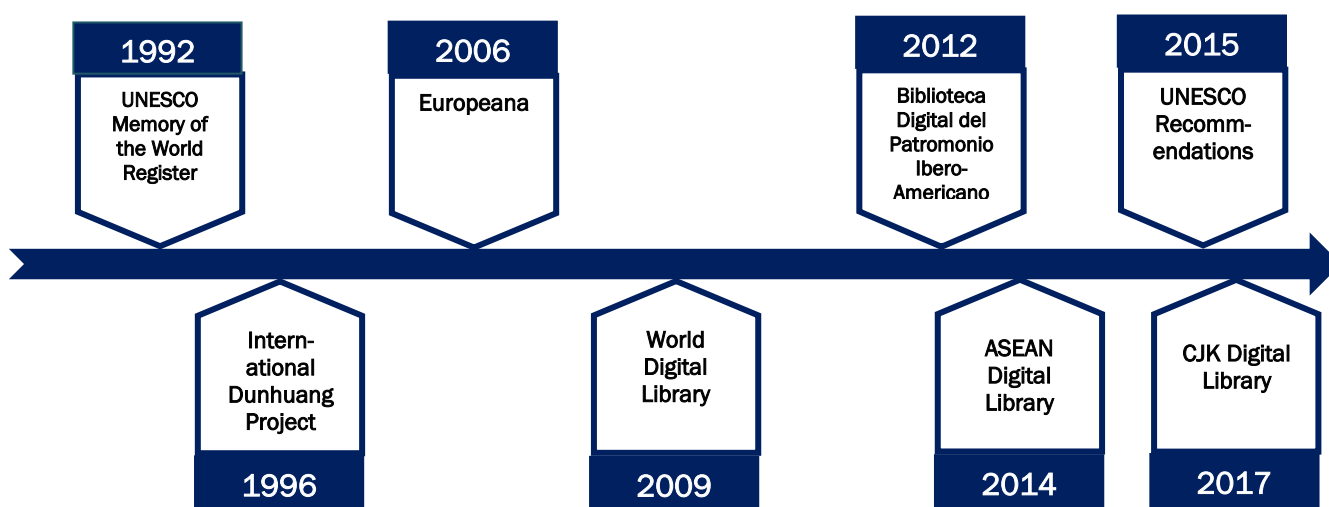 1992
UNESCO
Memory of
the World
Register
2006
Europeana
2012
Biblioteca
Digital del
Patromonio
Ibero-
Americano
2015
UNESCO
Recomm-
endations
Intern-
ational
Dunhuang
Project
1996
World
Digital
Library
2009
ASEAN
Digital
Library
2014
CJK Digital
Library
2017